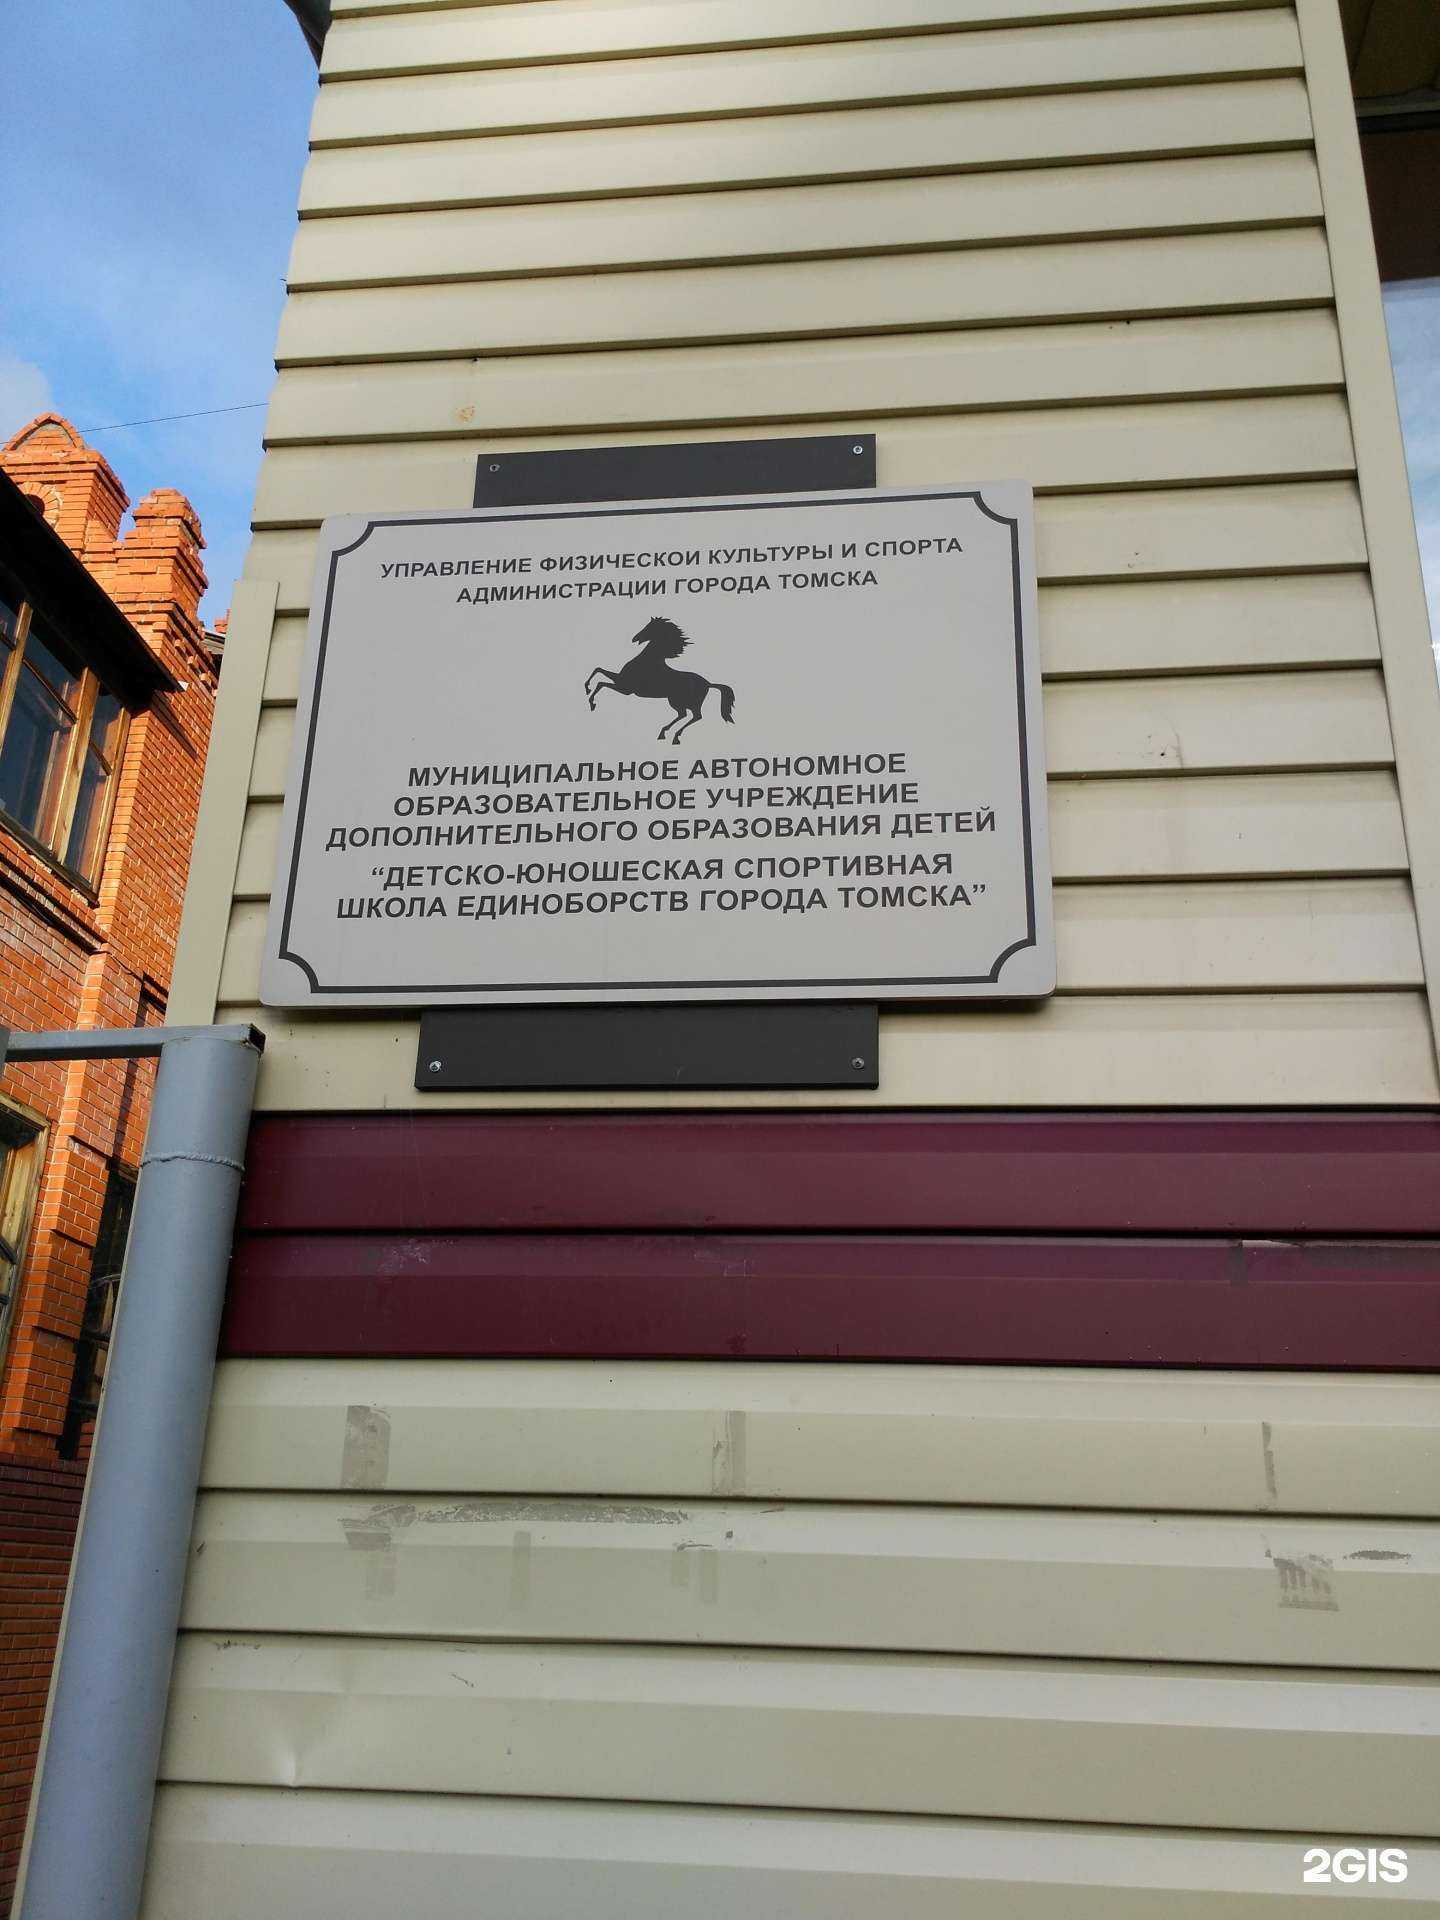 УПРАВЛЕНИЕ ФИЗИЧЕСКОИ КУЛЬТУРЫ И СПОРТА
АДМИНИСТРАЦИИ ГОРОДА ТОМСКА
МУНИЦИПАЛЬНОЕ АВТОНОМНОЕ
ОБРАЗОВАТЕЛЬНОЕ УЧРЕЖДЕНИЕ
ДОПОЛНИТЕЛЬНОГО ОБРАЗОВАНИЯ ДЕТЕЙ
“ДЕТСКО-ЮНОШЕСКАЯ СПОРТИВНАЯ
ШКОЛА ЕДИНОБОРСТВ ГОРОДА ТОМСКА”
2GIS